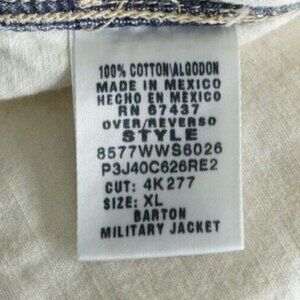 100% COTTON\ALGODON
MADE IN MEXICO
HECHO EN MEXICO
RN 67437
OVER/REVERSO
STYLE
8577WWS6026
P3J40C626RE2
CUT: 4K277
SIZE: XL
BARTON
MILITARY JACKET